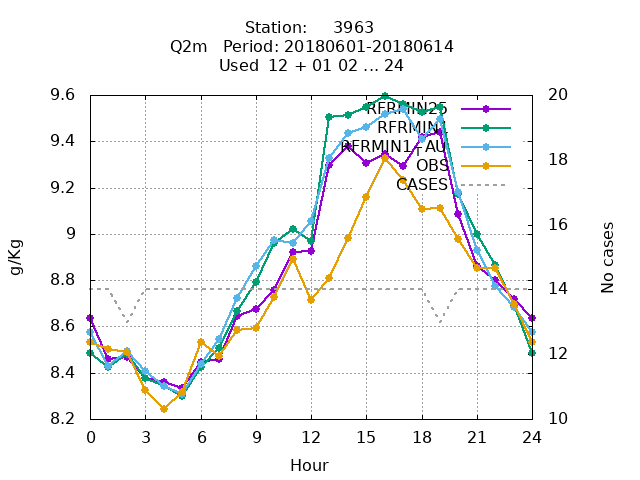 Station: 3963
Q2m Period: 20180601-20180614
Used 12 + 01 02 ... 24
9.6
9.4
9.2
9
8.8
8.6
8.4
8.2
g/Kg
20
18
16
14
12
10
No cases
RFRMIN25
RFRMIN1
RFRMIN1+AU
OBS
CASES
0 3 6 9 12 15 18 21 24
Hour